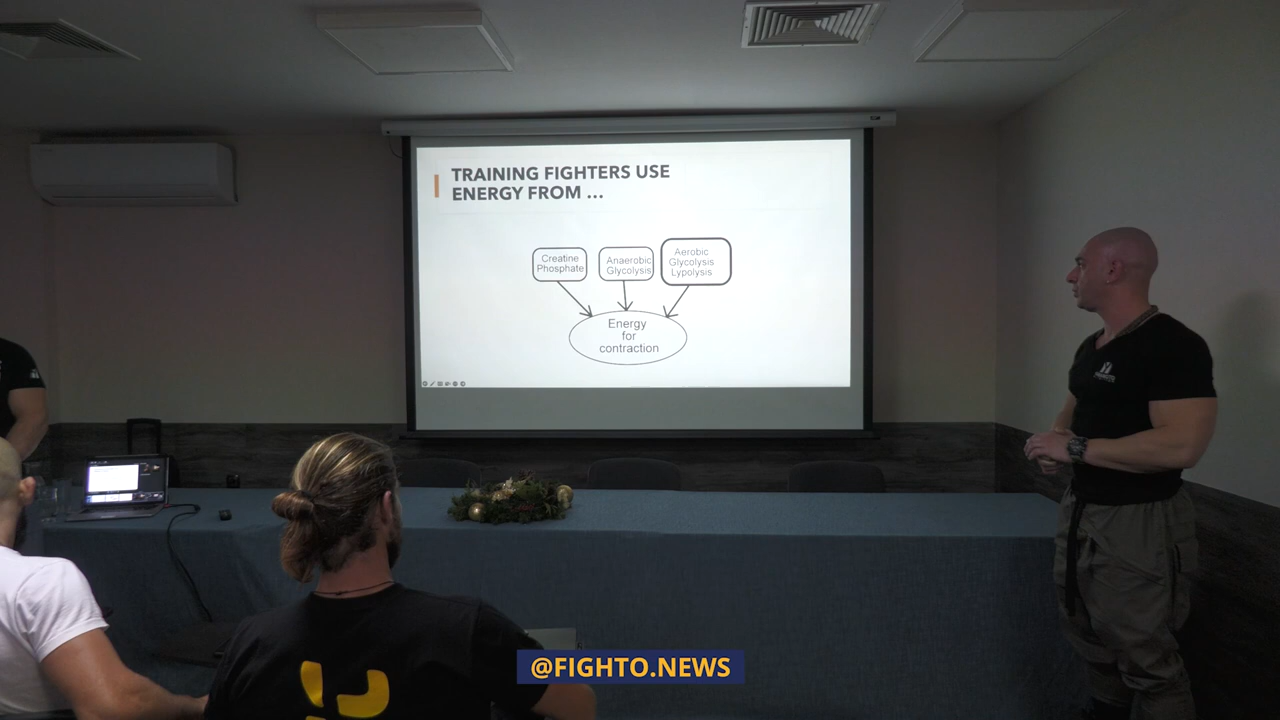 TRAINING FIGHTERS USE
ENERGY FROM ...
Creatine
Phosphate
Anaerobic
Glycolysis
Aerobic
Glycolysis
Lypolysis
Energy
for
contraction
@FIGHTO.NEWS